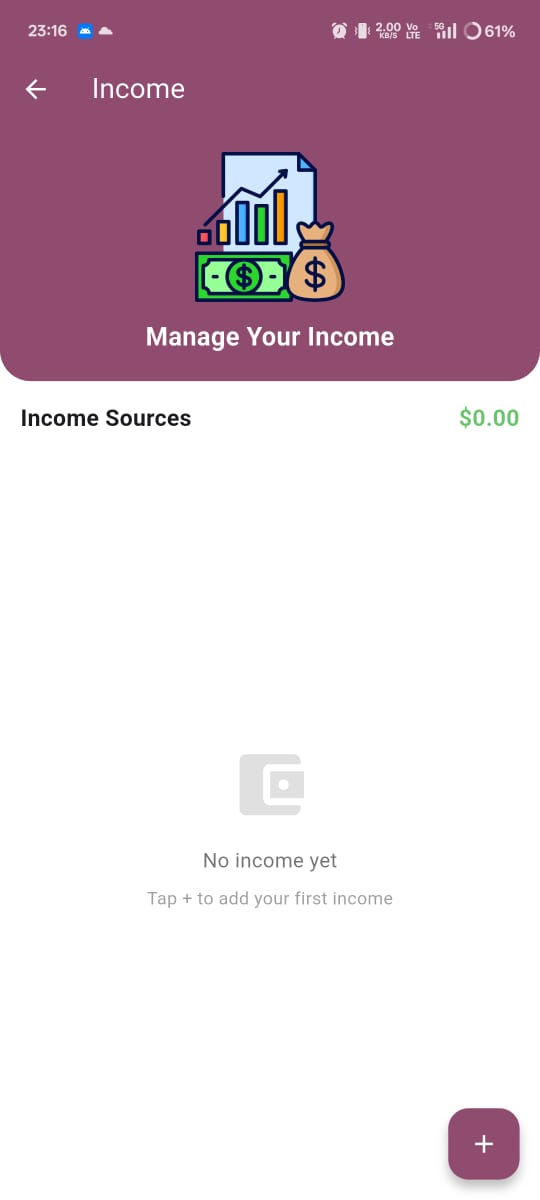 23:16 2.00 KB/S Vo LTE 5G 61%
Income
$ $
Manage Your Income
Income Sources $0.00
No income yet
Tap + to add your first income
+